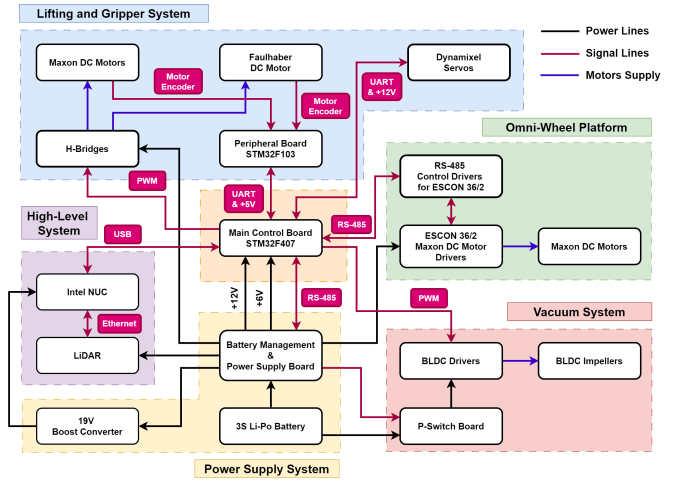 Lifting and Gripper System
Power Lines
Signal Lines
Motors Supply
Maxon DC Motors
Faulhaber
DC Motor
Dynamixel
Servos
Motor
Encoder
UART
& +12V
Motor
Encoder
H-Bridges
Peripheral Board
STM32F103
Omni-Wheel Platform
RS-485
Control Drivers
for ESCON 36/2
PWM
UART
& +5V
High-Level
System
Main Control Board
STM32F407
RS-485
USB
ESCON 36/2
Maxon DC Motor
Drivers
Maxon DC Motors
Intel NUC
+12V
+6V
RS-485
PWM
Vacuum System
Ethernet
LiDAR
Battery Management
&
Power Supply Board
BLDC Drivers
BLDC Impellers
19V
Boost Converter
3S Li-Po Battery
P-Switch Board
Power Supply System